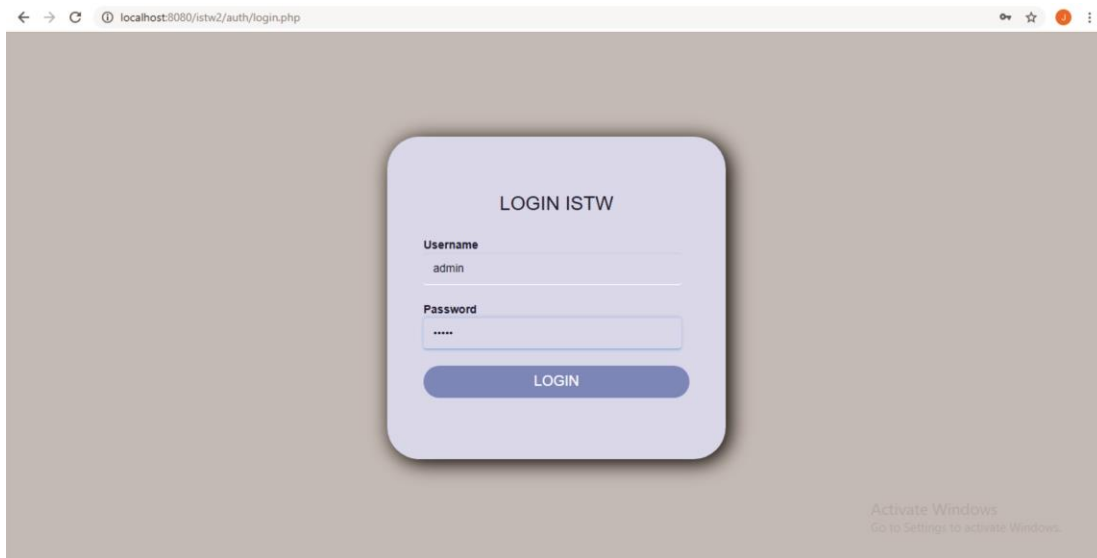 localhost:8080/istw2/auth/login.php
J
LOGIN ISTW
Username
admin
Password
•••••
LOGIN
Activate Windows
Go to Settings to activate Windows.